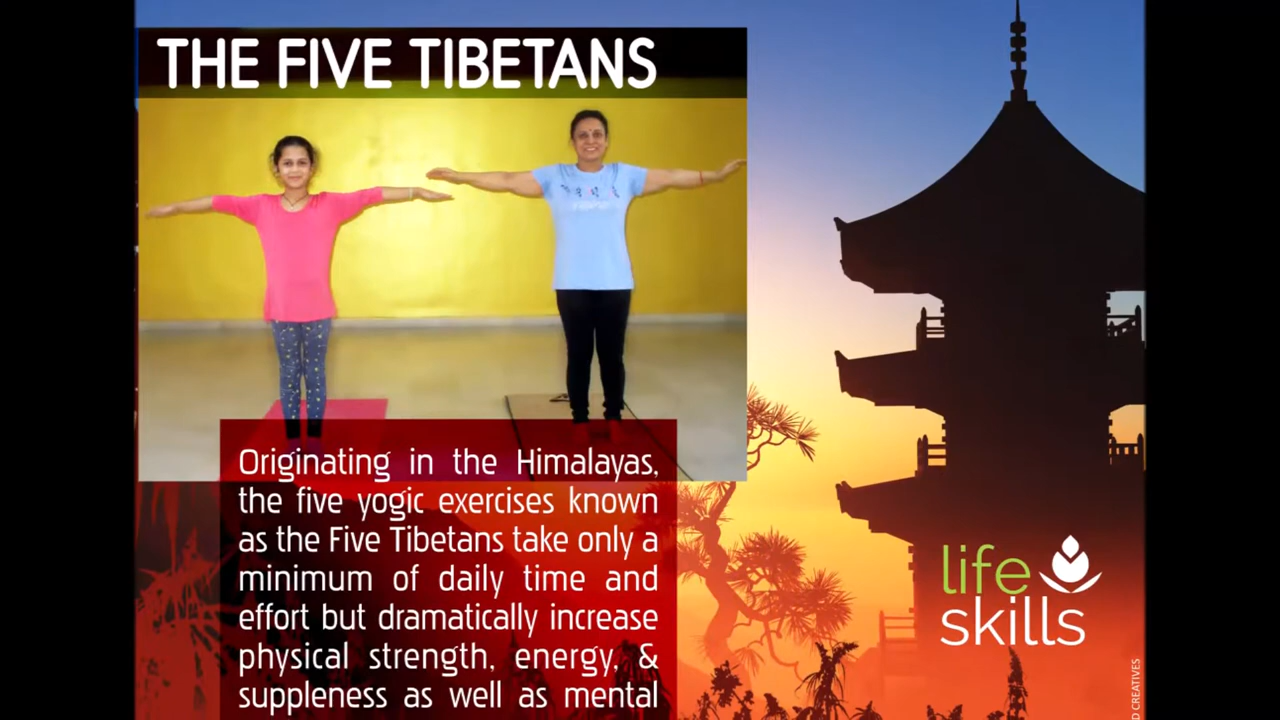 THE FIVE TIBETANS
Originating in the Himalayas,
the five yogic exercises known
as the Five Tibetans take only a
minimum of daily time and
effort but dramatically increase
physical strength, energy, &
suppleness as well as mental
life
skills
D CREATIVES